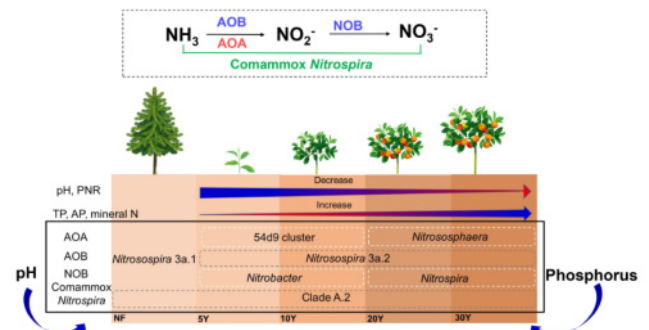 AOB NOB
NH3 NO2- NO3-
AOA
Comammox Nitrospira
Decrease
pH, PNR
Increase
TP, AP, mineral N
AOA 54d9 cluster Nitrososphaera
AOB Nitrosospira 3a.1 Nitrosospira 3a.2
NOB Nitrobacter Nitrospira
Comammox
Nitrospira Clade A.2
pH Phosphorus
NF 5Y 10Y 20Y 30Y